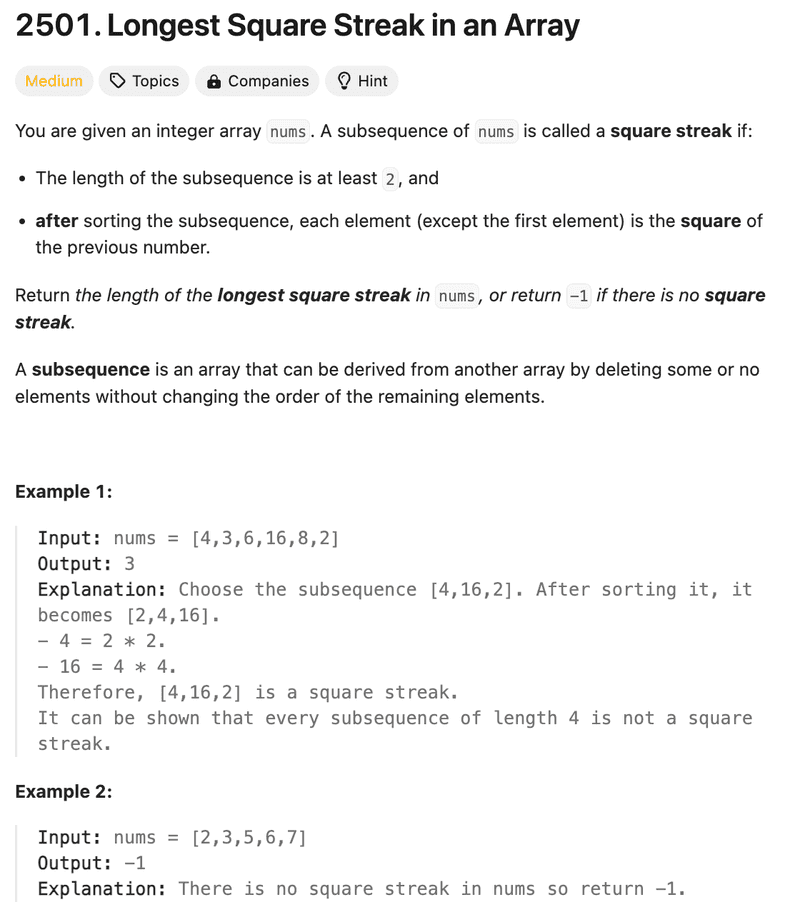 2501. Longest Square Streak in an Array
Medium Topics Companies Hint
You are given an integer array nums. A subsequence of nums is called a square streak if:
• The length of the subsequence is at least 2, and
• after sorting the subsequence, each element (except the first element) is the square of
the previous number.
Return the length of the longest square streak in nums, or return -1 if there is no square
streak.
A subsequence is an array that can be derived from another array by deleting some or no
elements without changing the order of the remaining elements.
Example 1:
Input: nums = [4,3,6,16,8,2]
Output: 3
Explanation: Choose the subsequence [4,16,2]. After sorting it, it
becomes [2,4,16].
- 4 = 2 * 2.
- 16 = 4 * 4.
Therefore, [4,16,2] is a square streak.
It can be shown that every subsequence of length 4 is not a square
streak.
Example 2:
Input: nums = [2,3,5,6,7]
Output: -1
Explanation: There is no square streak in nums so return -1.